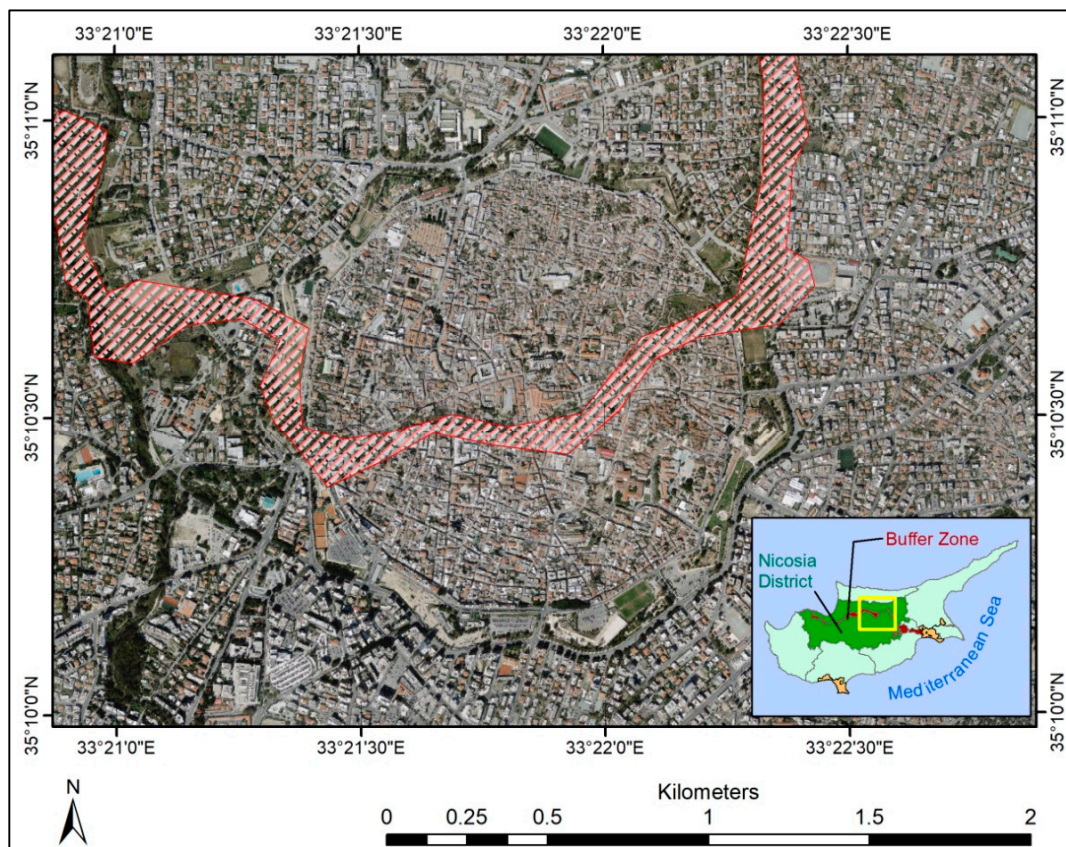 33°21'0"E 33°21'30"E 33°22'0"E 33°22'30"E
35°11'0"N
35°11'0"N
35°10'30"N
35°10'30"N
Buffer Zone
Nicosia
District
Mediterranean Sea
35°10'0"N
35°10'0"N
33°21'0"E 33°21'30"E 33°22'0"E 33°22'30"E
N
Kilometers
0 0.25 0.5 1 1.5 2